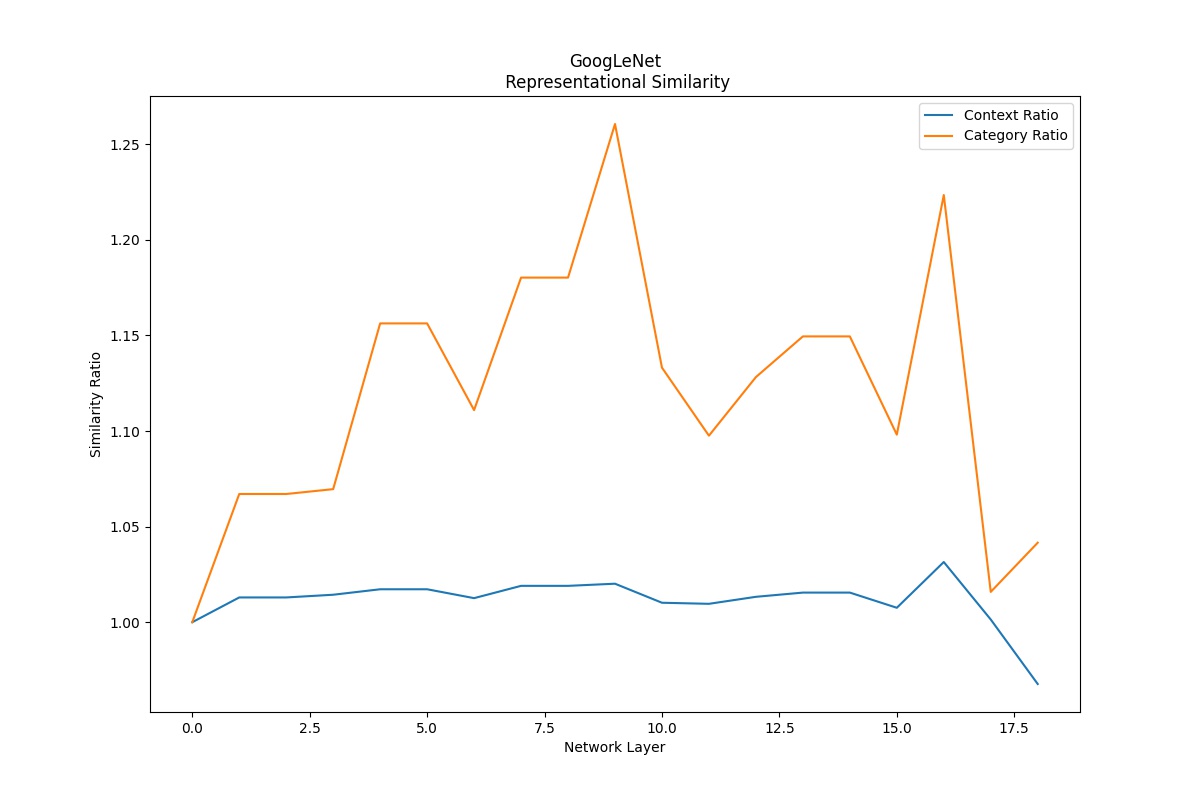 GoogLeNet
Representational Similarity
Context Ratio
Category Ratio
1.25
1.20
1.15
1.10
1.05
1.00
Similarity Ratio
0.0 2.5 5.0 7.5 10.0 12.5 15.0 17.5
Network Layer